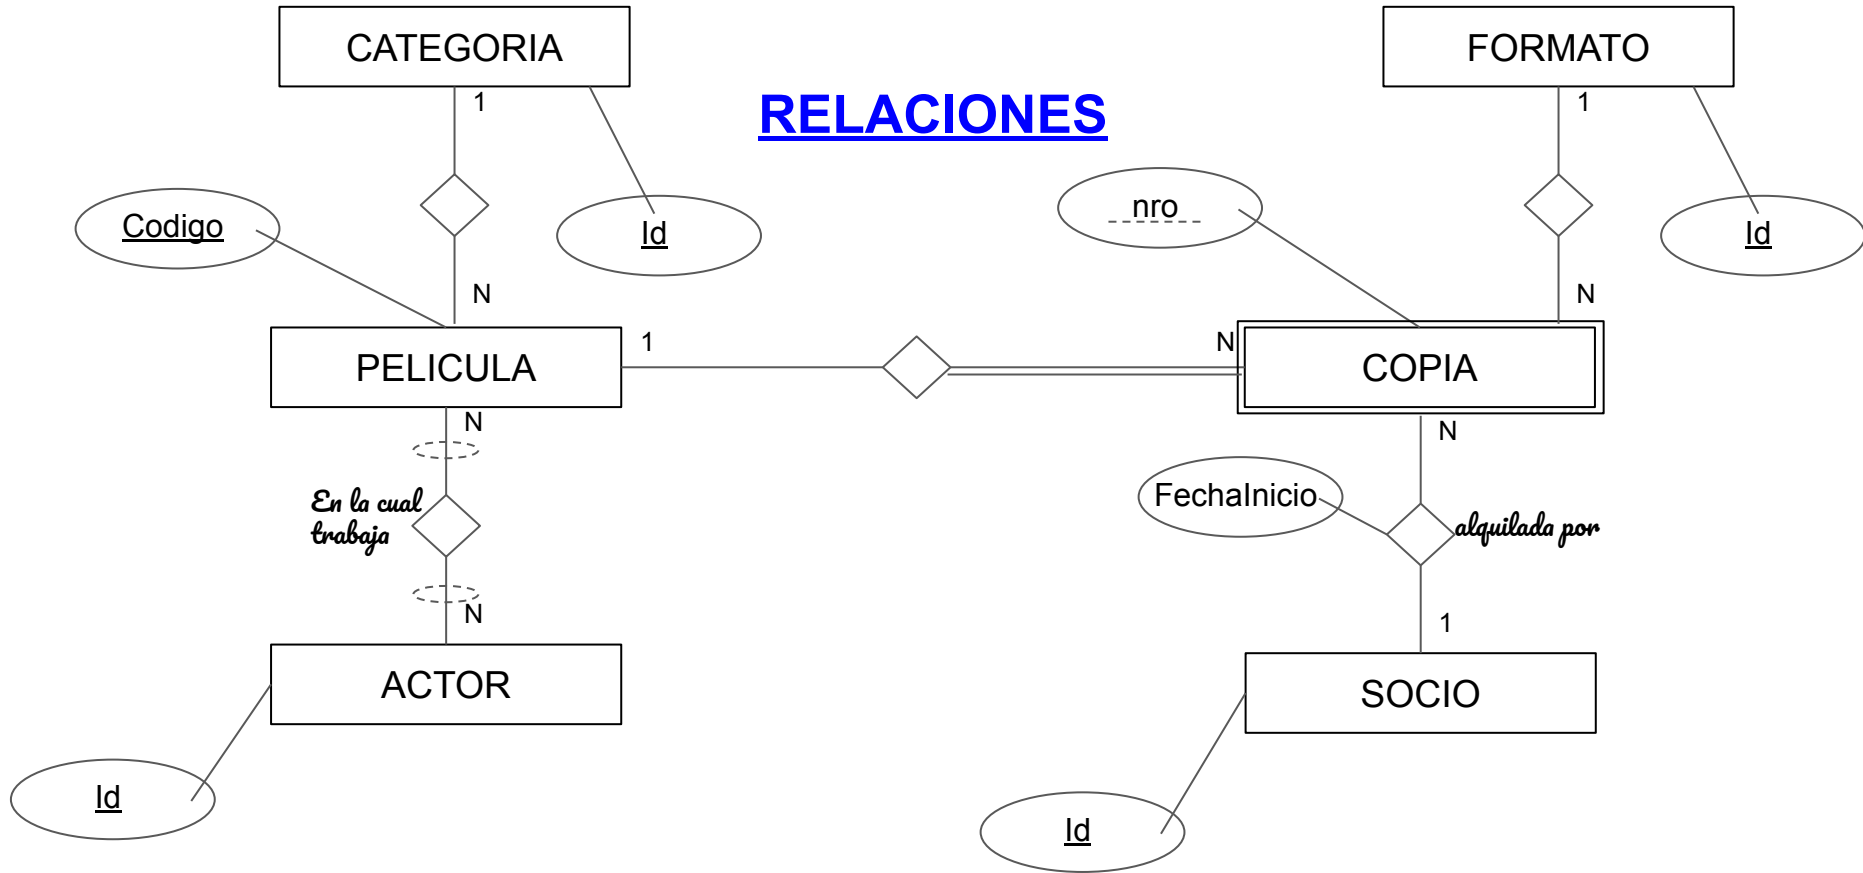 CATEGORIA
FORMATO
1
RELACIONES
1
Codigo
Id
nro
Id
N
N
PELICULA
1
N
COPIA
N
N
En la cual
trabaja
FechaInicio
alquilada por
N
1
ACTOR
SOCIO
Id
Id